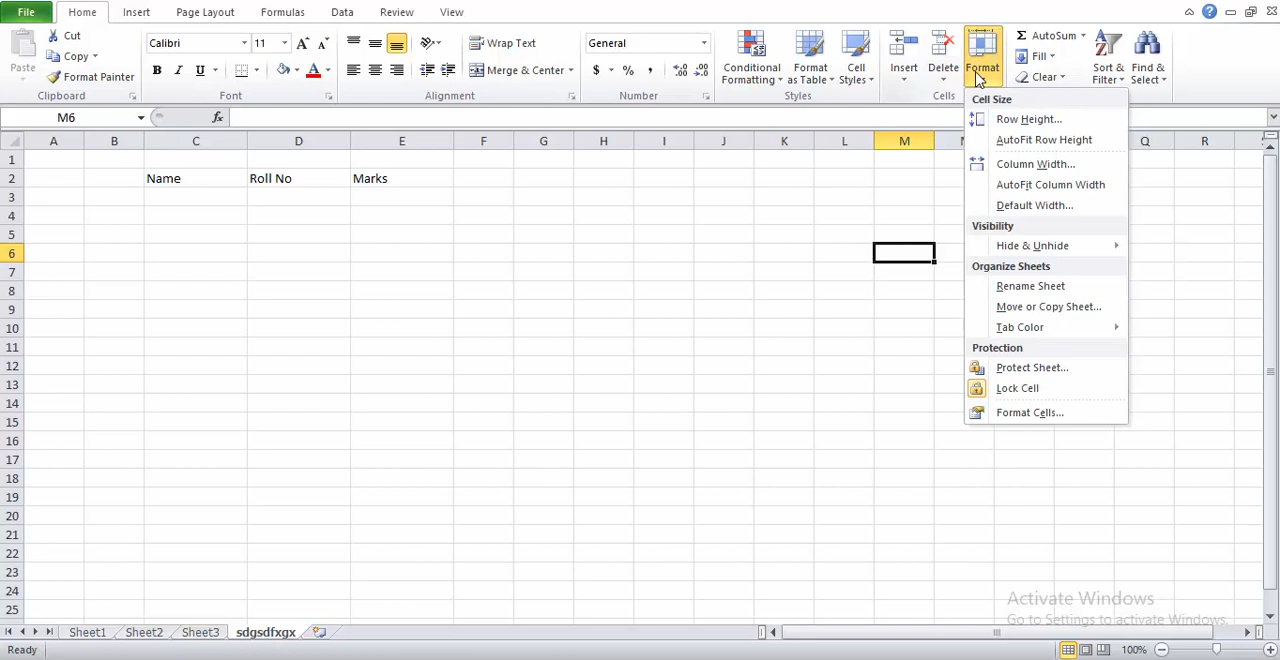 File Home Insert Page Layout Formulas Data Review View
Paste Cut Calibri 11 Wrap Text General Conditional Formatting Format as Table Cell Styles Insert Delete Format AutoSum Sort & Filter Find & Select
Copy Fill
Format Painter B I U A Merge & Center $ % , Clear
Clipboard Font Alignment Number Styles Cells
M6 fx
A B C D E F G H I J K L M N Q R
1
2 Name Roll No Marks
3
4
5
6
7
8
9
10
11
12
13
14
15
16
17
18
19
20
21
22
23
24
25
Cell Size
Row Height...
AutoFit Row Height
Column Width...
AutoFit Column Width
Default Width...
Visibility
Hide & Unhide
Organize Sheets
Rename Sheet
Move or Copy Sheet...
Tab Color
Protection
Protect Sheet...
Lock Cell
Format Cells...
Activate Windows
Go to Settings to activate Windows.
Sheet1 Sheet2 Sheet3 sdgsdfxgx
Ready 100%